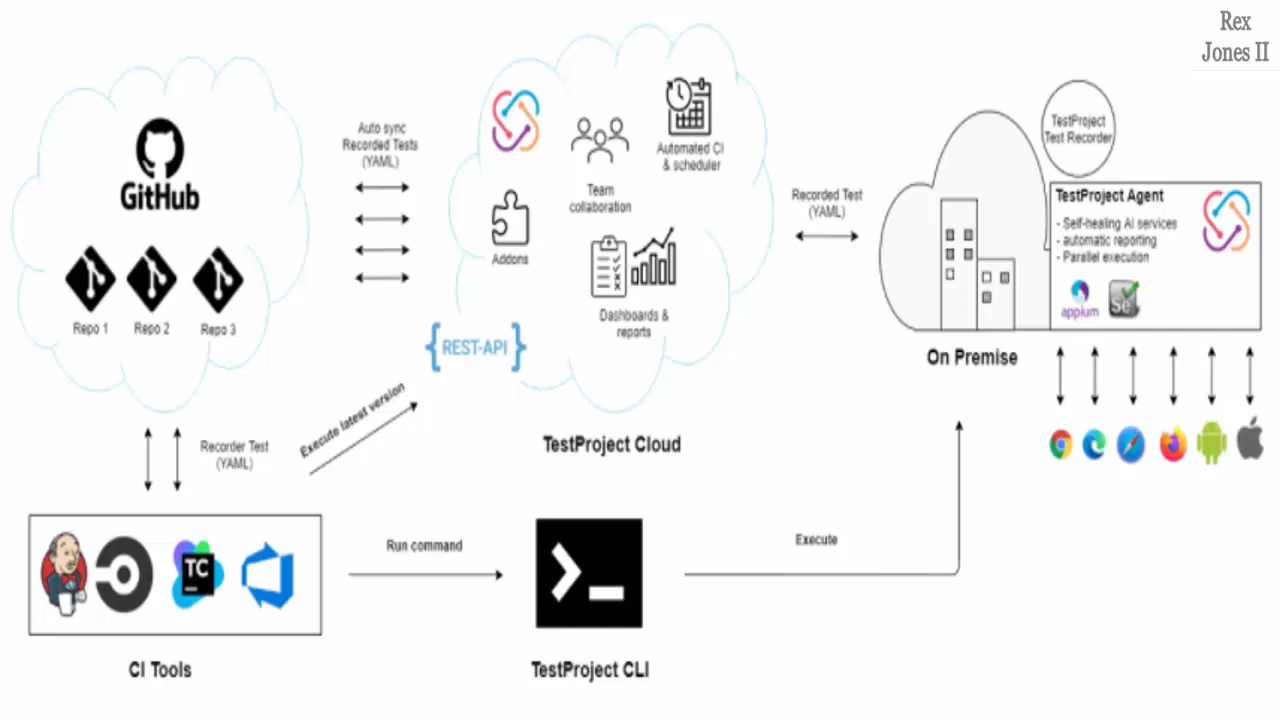 Rex
Jones II
GitHub
Repo 1
Repo 2
Repo 3
Auto sync
Recorded Tests
(YAML)
Addons
Team
collaboration
Automated CI
& scheduler
Dashboards &
reports
{REST-API}
TestProject Cloud
Recorded Test
(YAML)
TestProject
Test Recorder
TestProject Agent
- Self-healing AI services
- automatic reporting
- Parallel execution
appium
Se
On Premise
Recorder Test
(YAML)
Execute latest version
TC
CI Tools
Run command
TestProject CLI
Execute